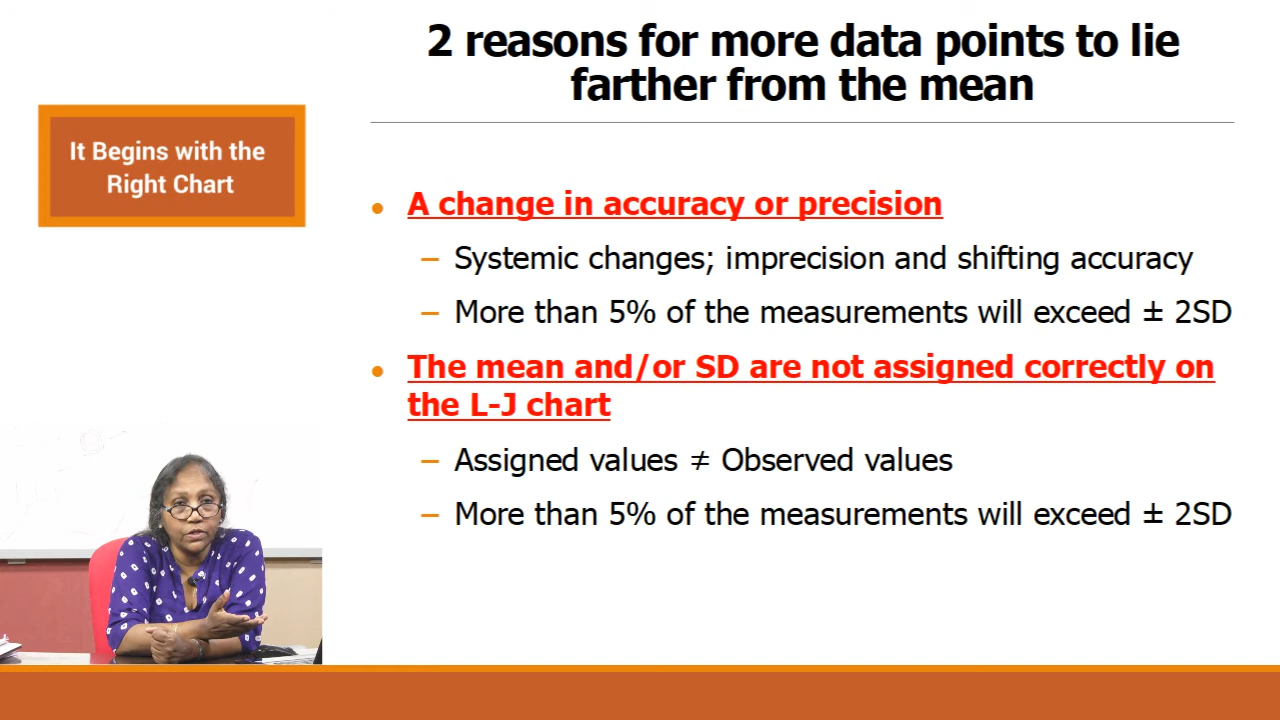 2 reasons for more data points to lie
farther from the mean
It Begins with the
Right Chart
• A change in accuracy or precision
– Systemic changes; imprecision and shifting accuracy
– More than 5% of the measurements will exceed ± 2SD
• The mean and/or SD are not assigned correctly on
the L-J chart
– Assigned values ≠ Observed values
– More than 5% of the measurements will exceed ± 2SD